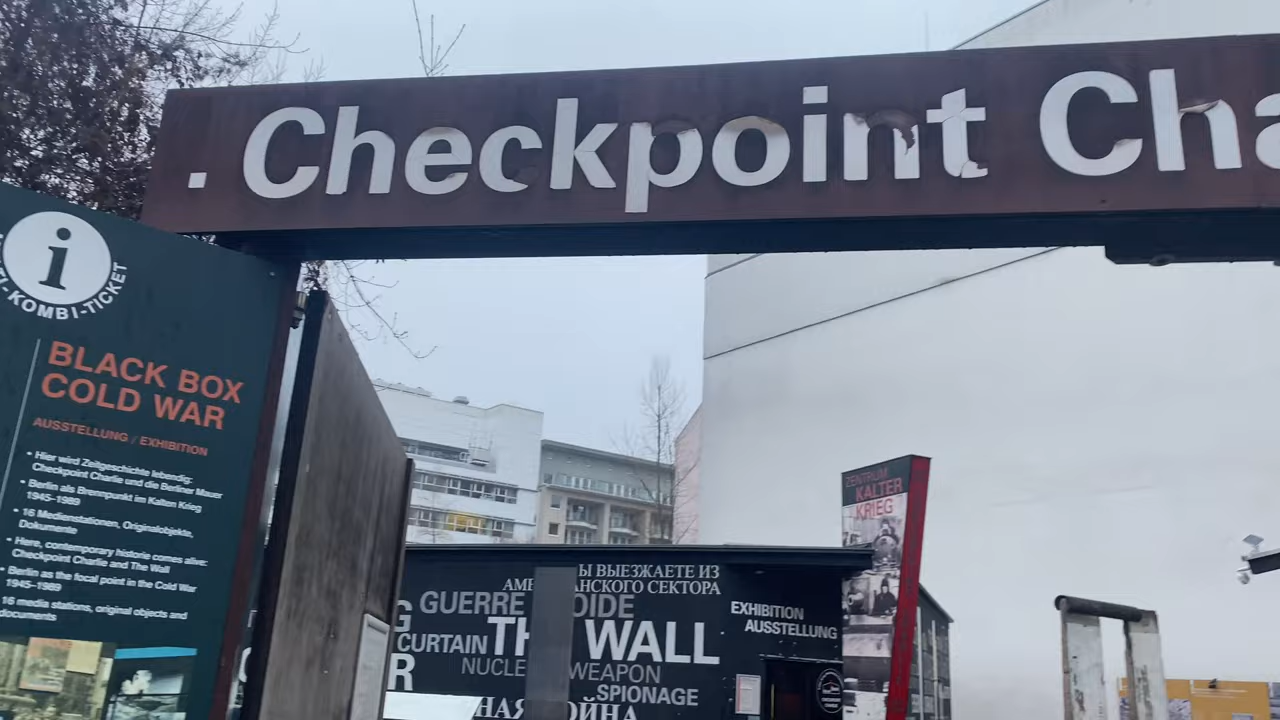 . Checkpoint Cha
i
-KOMBI-TICKET
BLACK BOX
COLD WAR
AUSSTELLUNG / EXHIBITION
• Hier wird Zeitgeschichte lebendig:
Checkpoint Charlie und die Berliner Mauer
• Berlin als Brennpunkt im Kalten Krieg
1945-1989
• 16 Medienstationen, Originalobjekte,
Dokumente
• Here, contemporary historie comes alive:
Checkpoint Charlie and The Wall
• Berlin as the focal point in the Cold War
1945-1989
16 media stations, original objects and
documents
ZENTRUM
KALTER
KRIEG
Ы ВЫЕЗЖАЕТЕ ИЗ
АМЕ АНСКОГО СЕКТОРА
GUERRE OIDE
CURTAIN TH WALL
NUCLE WEAPON
SPIONAGE
НАЯ ОЙНА
R
EXHIBITION
AUSSTELLUNG